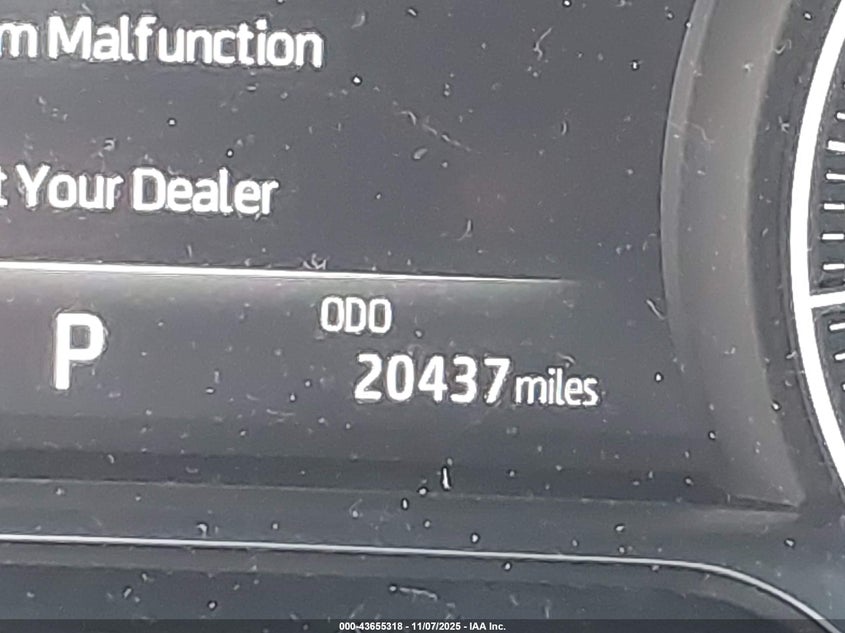 m Malfunction
t Your Dealer
P
ODO
20437 miles
000-43655318 - 11/07/2025 - IAA Inc.